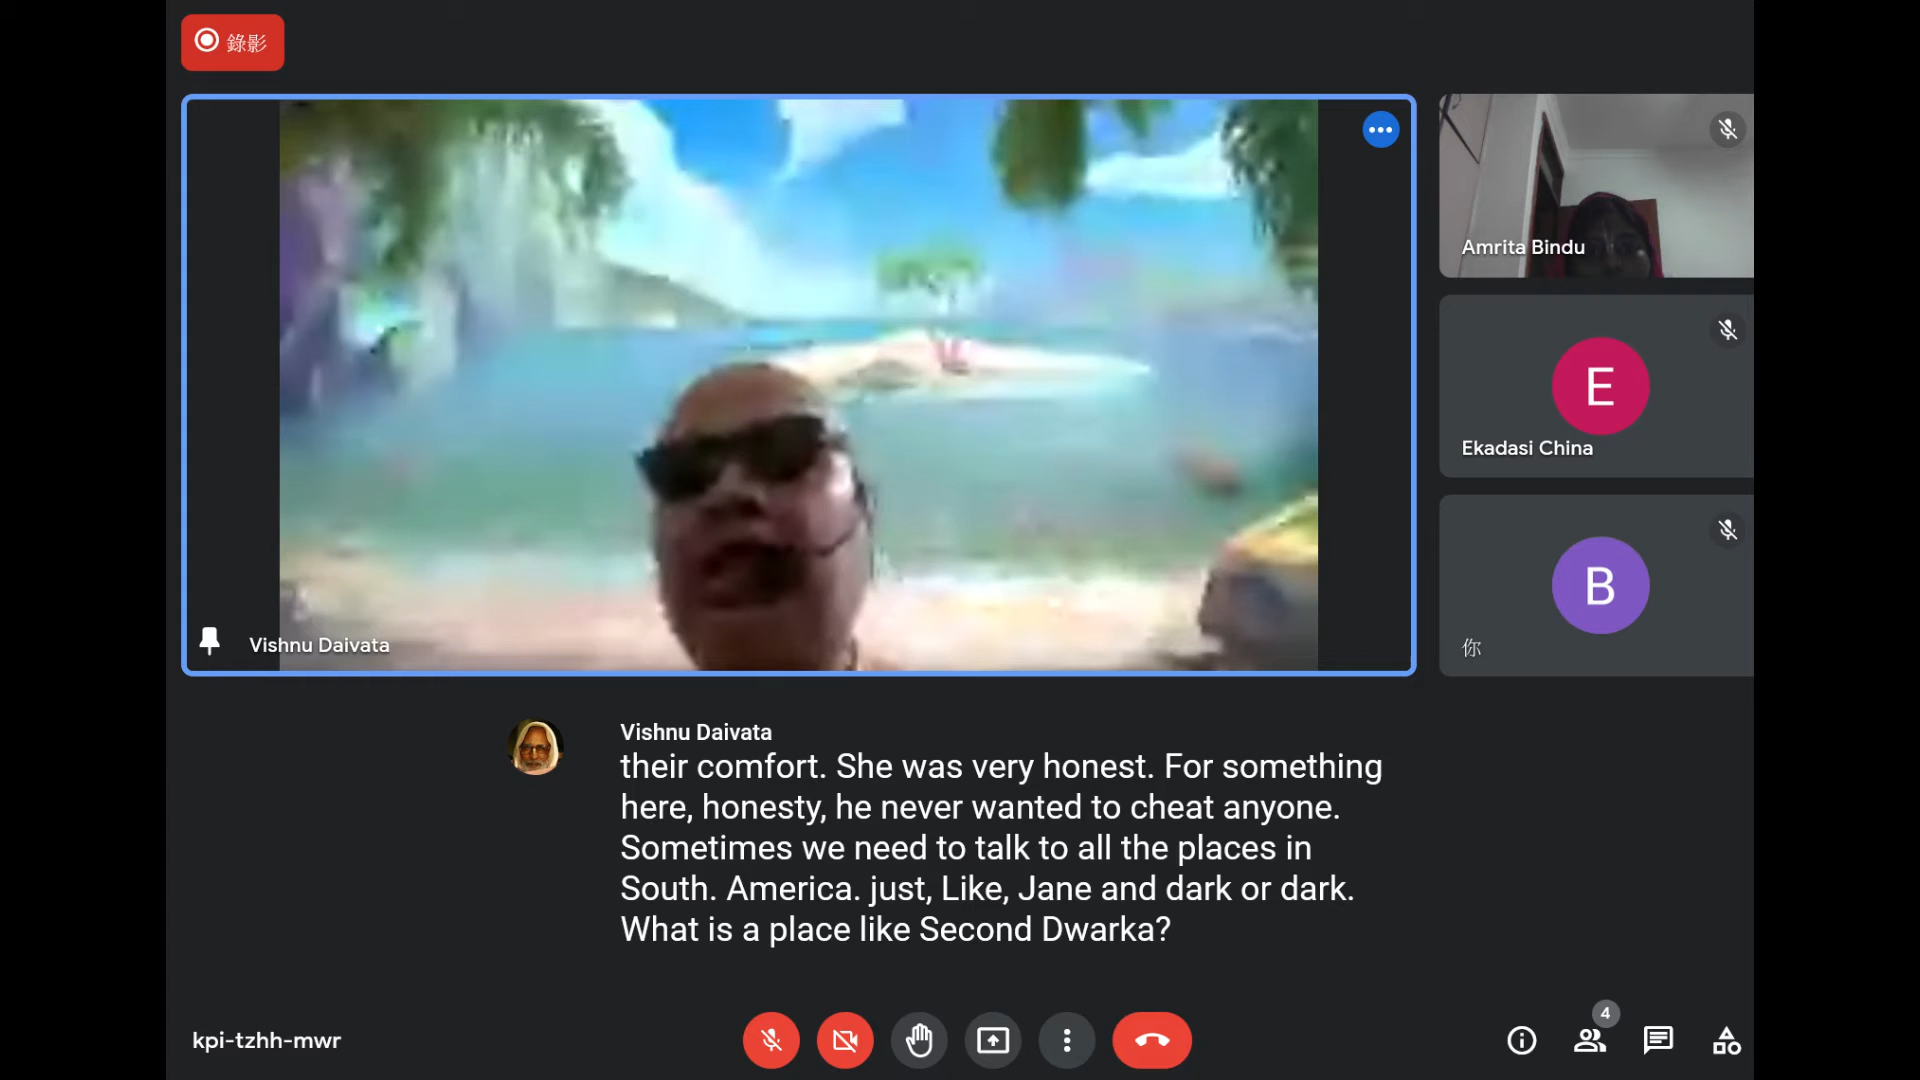 錄影
Amrita Bindu
E
Ekadasi China
B
你
Vishnu Daivata
Vishnu Daivata
their comfort. She was very honest. For something
here, honesty, he never wanted to cheat anyone.
Sometimes we need to talk to all the places in
South. America. just, Like, Jane and dark or dark.
What is a place like Second Dwarka?
kpi-tzhh-mwr
4